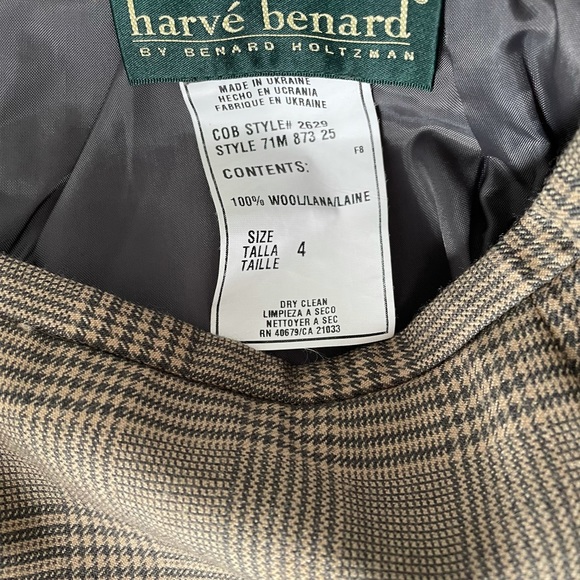 harvé benard®
BY BENARD HOLTZMAN
MADE IN UKRAINE
HECHO EN UCRANIA
FABRIQUE EN UKRAINE
COB STYLE# 2629
STYLE 71M 873 25
F8
CONTENTS:
100% WOOL/LANA/LAINE
SIZE
TALLA 4
TAILLE
DRY CLEAN
LIMPIEZA A SECO
NETTOYER A SEC
RN 40679/CA 21033